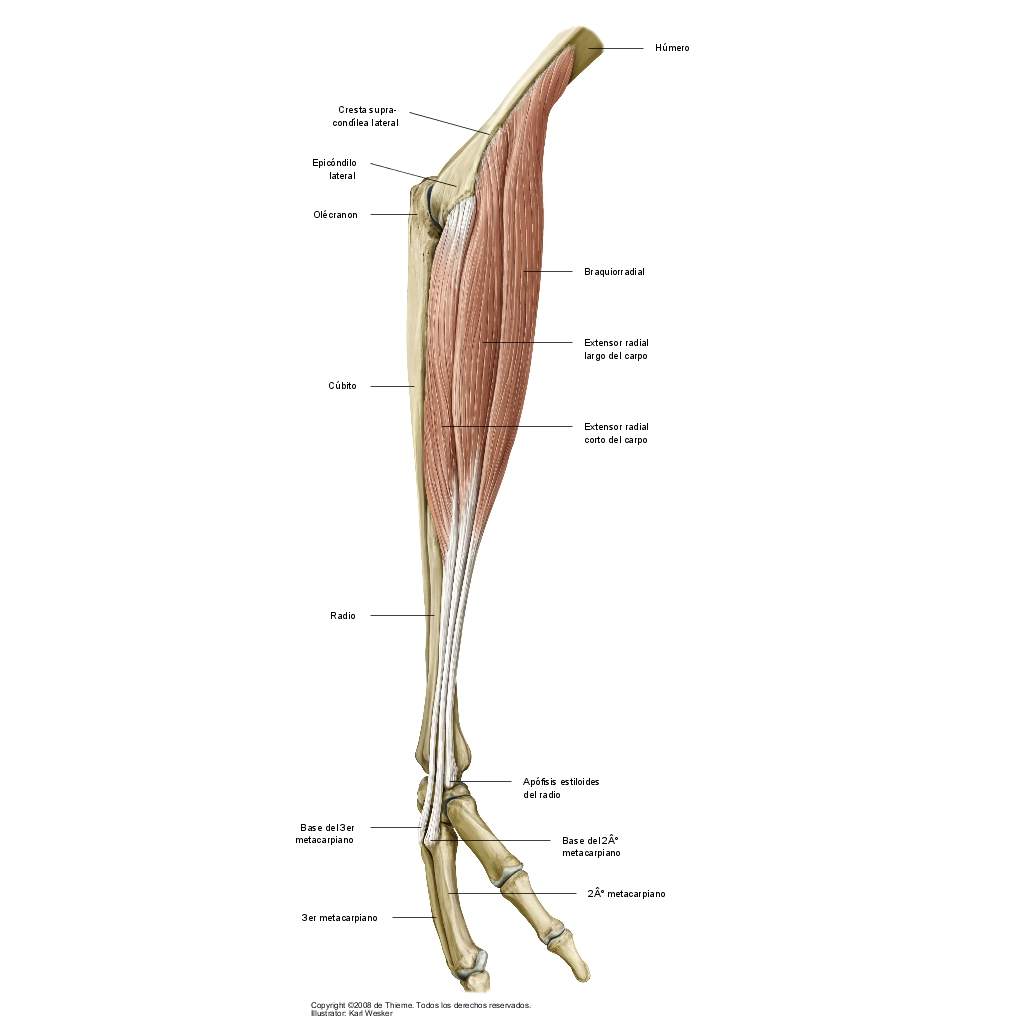 Húmero
Cresta supra-
condílea lateral
Epicóndilo
lateral
Olécranon
Braquiorradial
Extensor radial
largo del carpo
Cúbito
Extensor radial
corto del carpo
Radio
Apófisis estiloides
del radio
Base del 3er
metacarpiano
Base del 2Â°
metacarpiano
2Â° metacarpiano
3er metacarpiano
Copyright ©2008 de Thieme. Todos los derechos reservados.
Illustrator: Karl Wesker